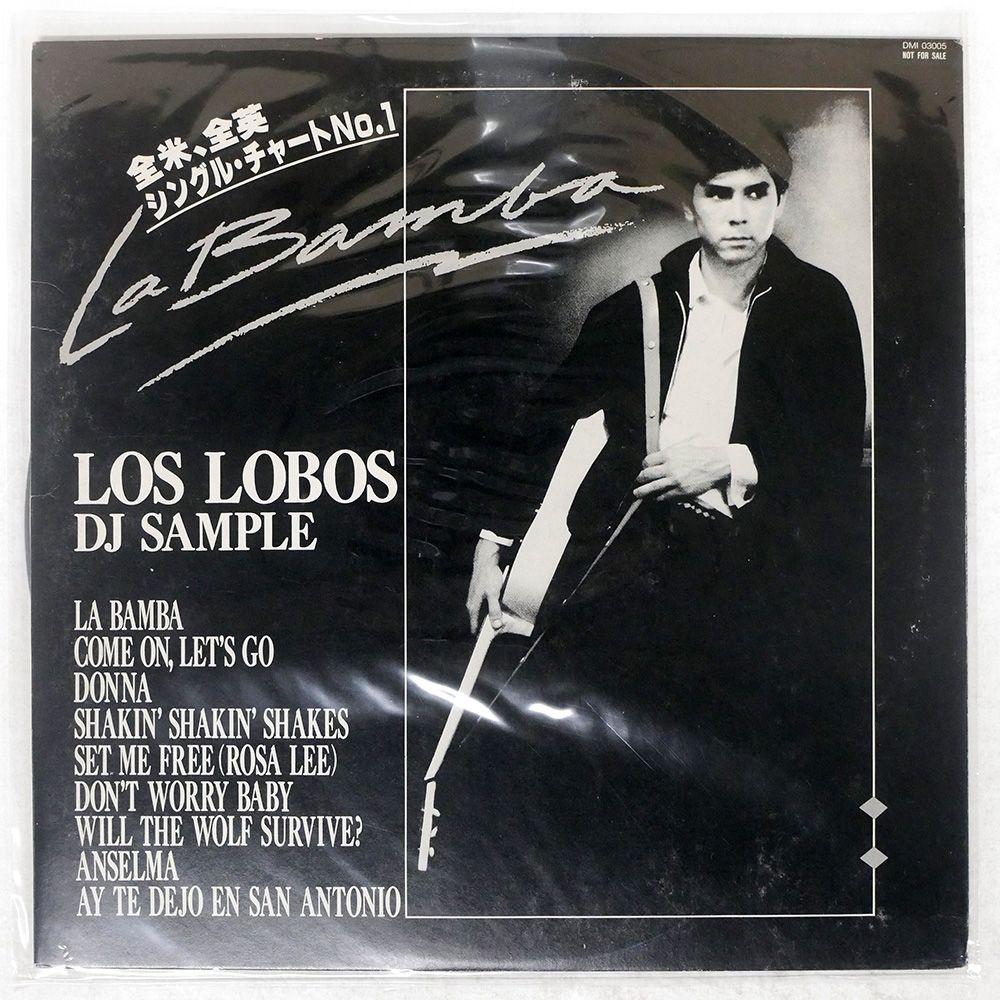 DMI 03005
NOT FOR SALE
全米、全英
シングル・チャートNo.1
La Bamba
LOS LOBOS
DJ SAMPLE
LA BAMBA
COME ON, LET'S GO
DONNA
SHAKIN' SHAKIN' SHAKES
SET ME FREE (ROSA LEE)
DON'T WORRY BABY
WILL THE WOLF SURVIVE?
ANSELMA
AY TE DEJO EN SAN ANTONIO